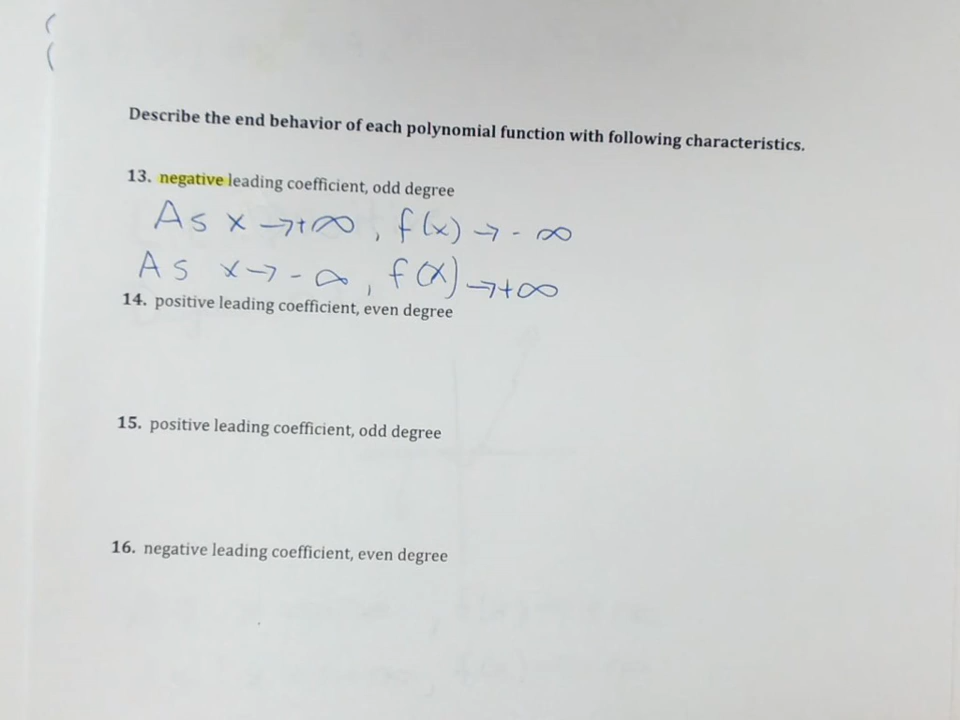 Describe the end behavior of each polynomial function with following characteristics.
13. negative leading coefficient, odd degree
As x →+∞, f(x) → - ∞
As x → - ∞, f(x) →+∞
14. positive leading coefficient, even degree
15. positive leading coefficient, odd degree
16. negative leading coefficient, even degree